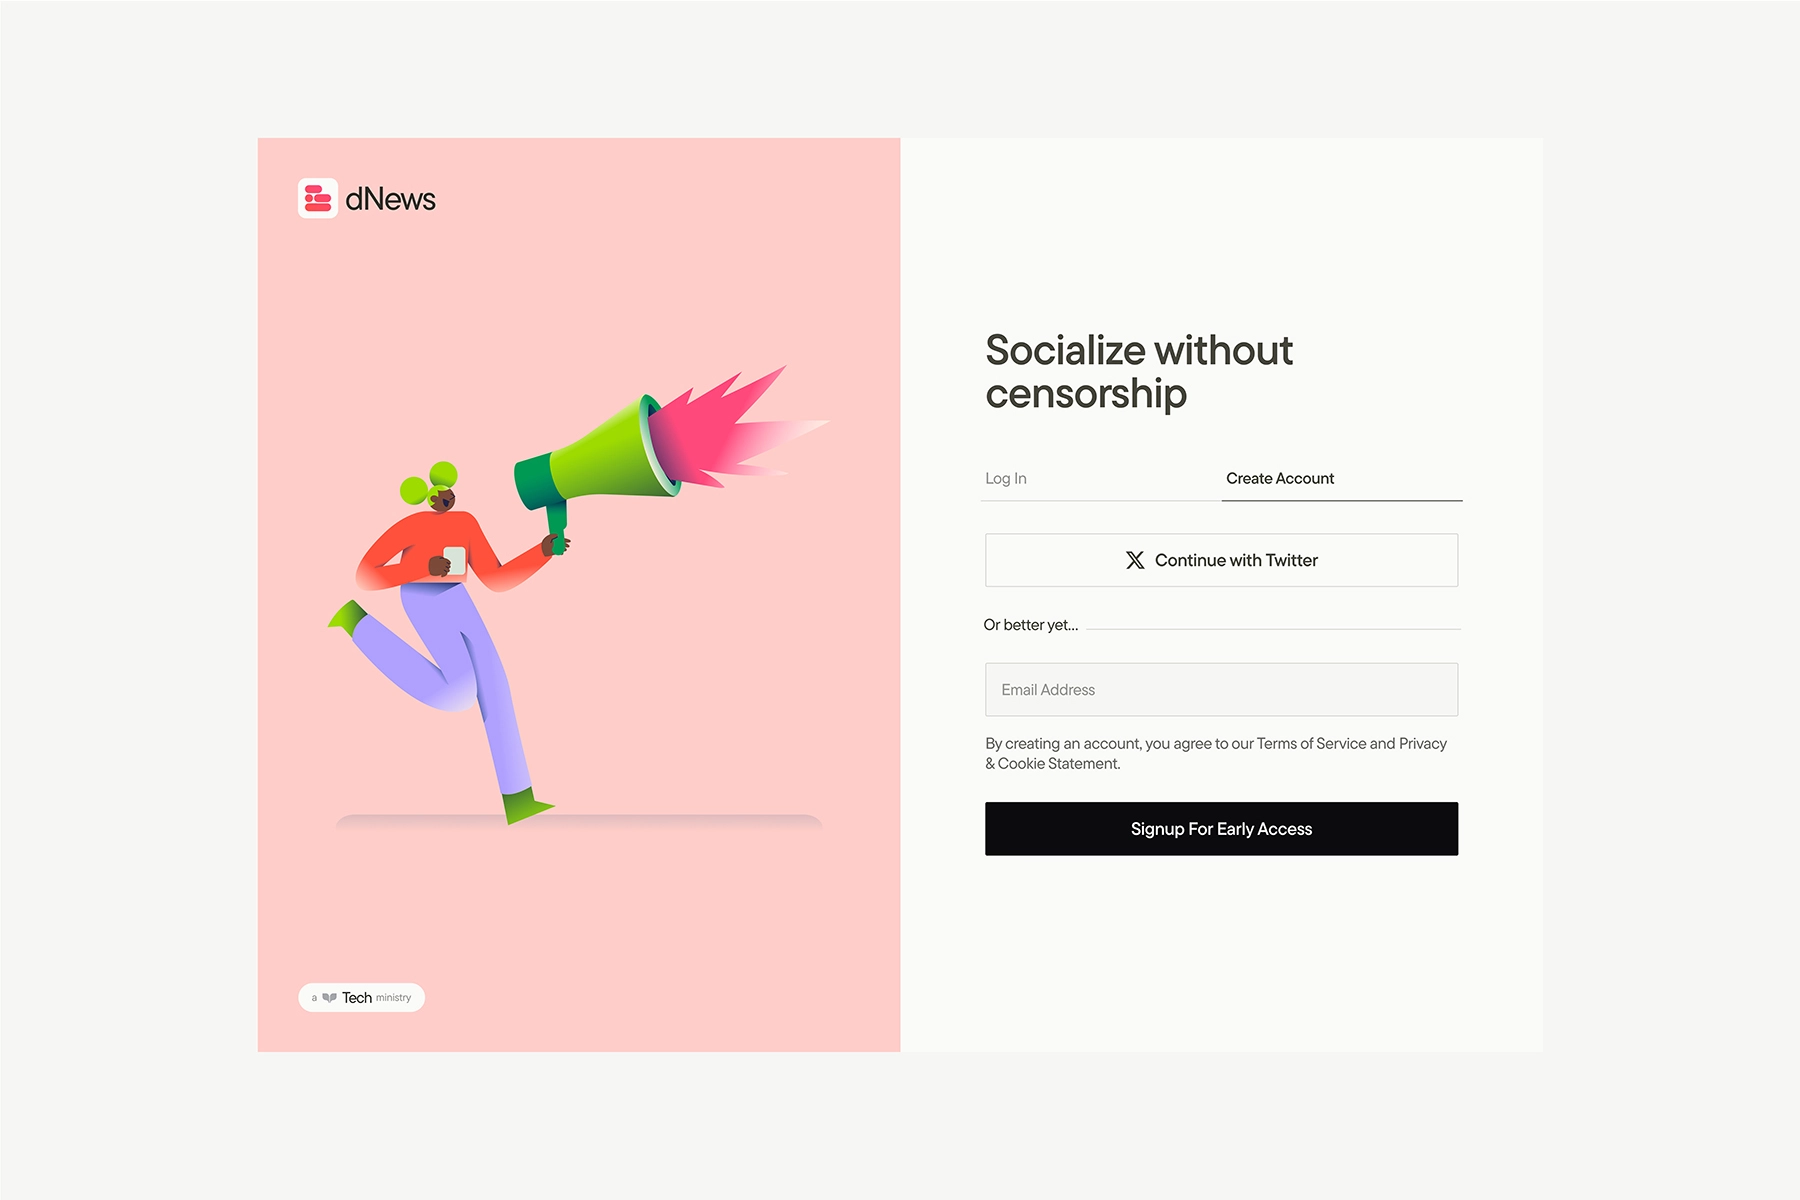 dNews
Socialize without
censorship
Log In
Create Account
Continue with Twitter
Or better yet...
Email Address
By creating an account, you agree to our Terms of Service and Privacy
& Cookie Statement.
Signup For Early Access
a Tech ministry